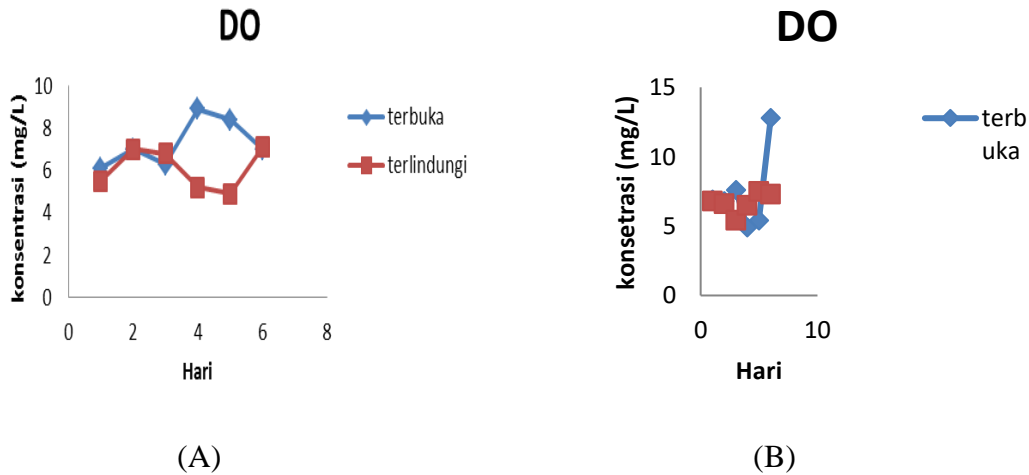 DO
konsentrasi (mg/L)
10
8
6
4
2
0
0 2 4 6 8
Hari
terbuka
terlindungi
(A)
DO
konsetrasi (mg/L)
15
10
5
0
0 10
Hari
terb
uka
(B)